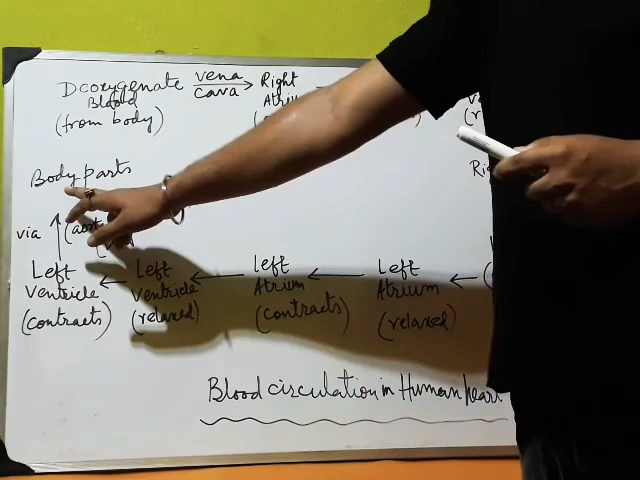 Deoxygenate vena Right
Blood cava Atrium
(from body)
Body parts
via
Left Left Left Left
Ventricle Ventricle Atrium Atrium
(contracts) (relaxed) (contracts) (relaxed)
Blood circulation in Human heart